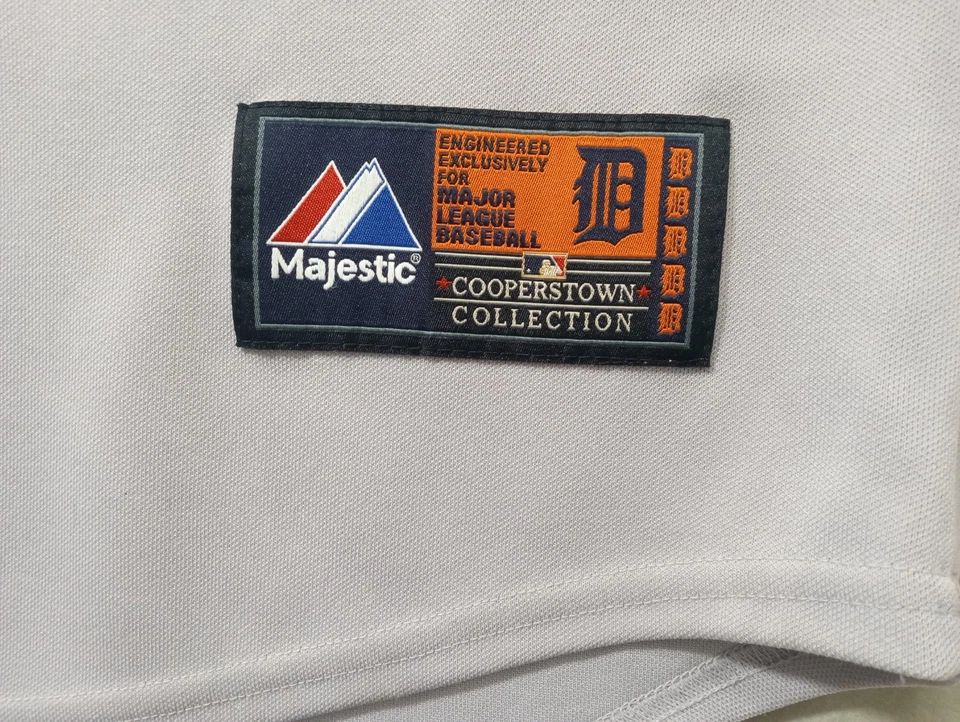 Majestic®
ENGINEERED
EXCLUSIVELY
FOR
MAJOR
LEAGUE
BASEBALL
D
COOPERSTOWN
COLLECTION
D
D
D
D
D